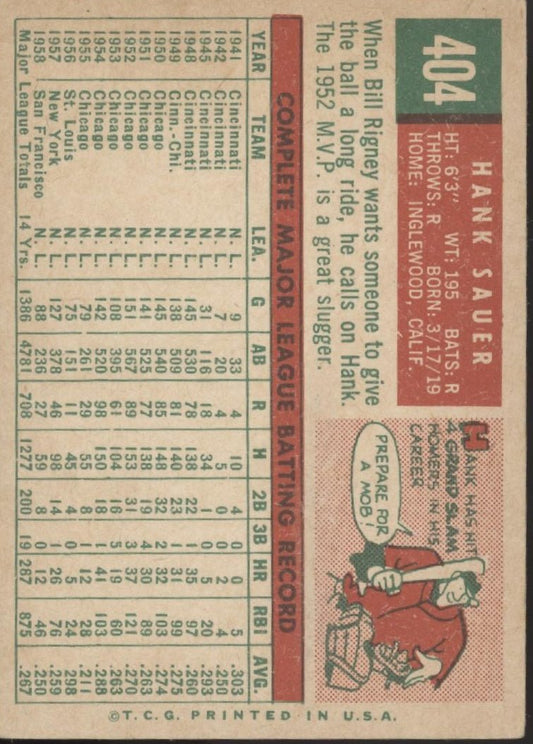 404
HANK SAUER
HT: 6'3" WT: 195 BATS: R
THROWS: R BORN: 3/17/19
HOME: INGLEWOOD, CALIF.
HANK HAS HIT
4 GRAND SLAM
HOMERS IN HIS
CAREER
PREPARE FOR
A MOB!
When Bill Rigney wants someone to give
the ball a long ride, he calls on Hank.
The 1952 M.V.P. is a great slugger.
COMPLETE MAJOR LEAGUE BATTING RECORD
YEAR TEAM LEA. G AB R H 2B 3B HR RBI AVG.
1941 Cincinnati N. L. 9 33 4 10 4 0 0 5 .303
1942 Cincinnati N. L. 7 20 4 5 0 0 2 4 .250
1945 Cincinnati N. L. 31 116 18 34 1 0 5 20 .293
1948 Cincinnati N. L. 145 530 78 138 22 1 35 97 .260
1949 Cinn.-Chi. N. L. 138 509 81 140 23 1 31 99 .275
1950 Chicago N. L. 145 540 85 148 32 2 32 103 .274
1951 Chicago N. L. 141 525 77 138 19 4 30 89 .263
1952 Chicago N. L. 151 567 89 153 31 3 37 121 .270
1953 Chicago N. L. 108 395 61 104 16 5 19 60 .263
1954 Chicago N. L. 142 520 98 150 18 1 41 103 .288
1955 Chicago N. L. 79 261 29 55 8 1 12 28 .211
1956 St. Louis N. L. 75 151 11 45 4 0 5 24 .298
1957 New York N. L. 127 378 46 98 14 1 26 76 .259
1958 San Francisco N. L. 88 236 27 59 8 0 12 46 .250
Major League Totals 14 Yrs. 1386 4781 708 1277 200 19 287 875 .267
©T.C.G. PRINTED IN U.S.A.